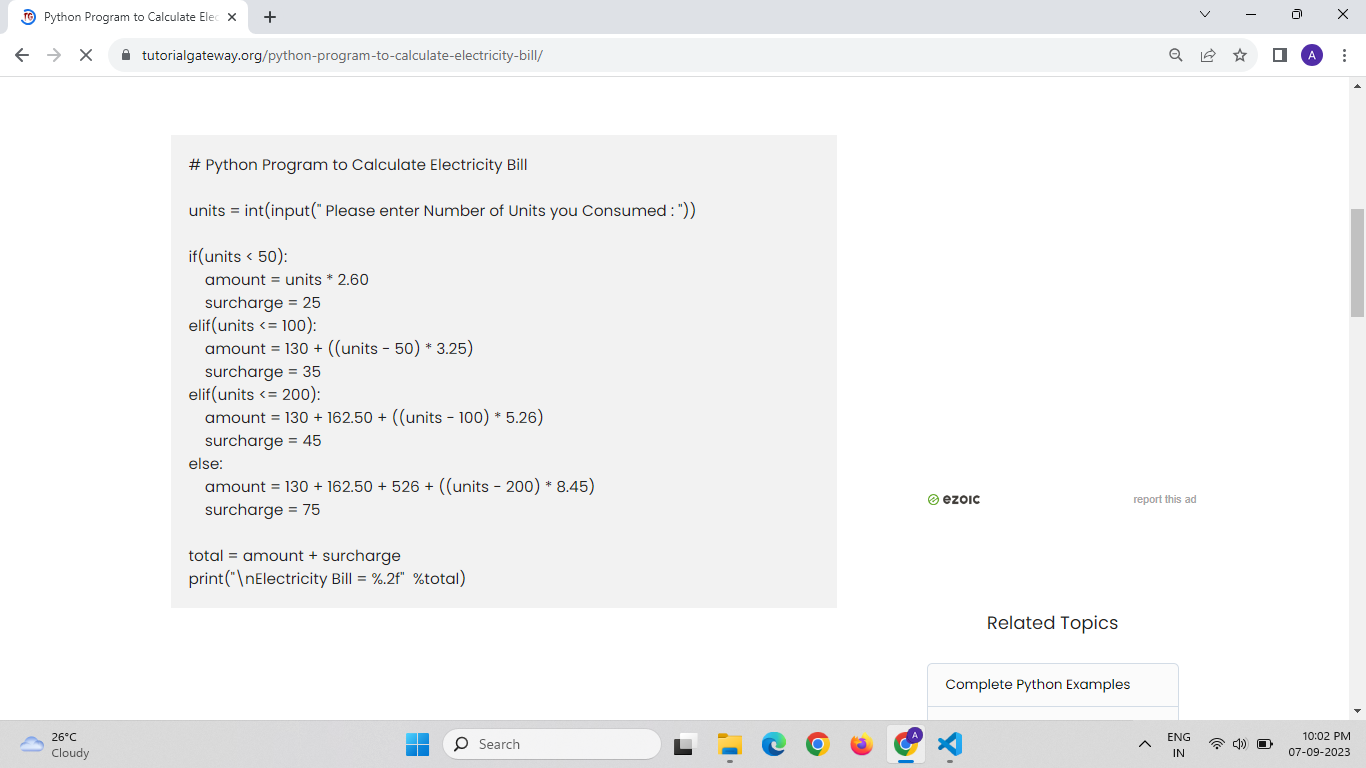 Python Program to Calculate Elec
tutorialgateway.org/python-program-to-calculate-electricity-bill/
A
# Python Program to Calculate Electricity Bill
units = int(input(" Please enter Number of Units you Consumed : "))
if(units < 50):
    amount = units * 2.60
    surcharge = 25
elif(units <= 100):
    amount = 130 + ((units - 50) * 3.25)
    surcharge = 35
elif(units <= 200):
    amount = 130 + 162.50 + ((units - 100) * 5.26)
    surcharge = 45
else:
    amount = 130 + 162.50 + 526 + ((units - 200) * 8.45)
    surcharge = 75
total = amount + surcharge
print("\nElectricity Bill = %.2f"  %total)
ezoic
report this ad
Related Topics
Complete Python Examples
26°C
Cloudy
Search
A
ENG
IN
10:02 PM
07-09-2023